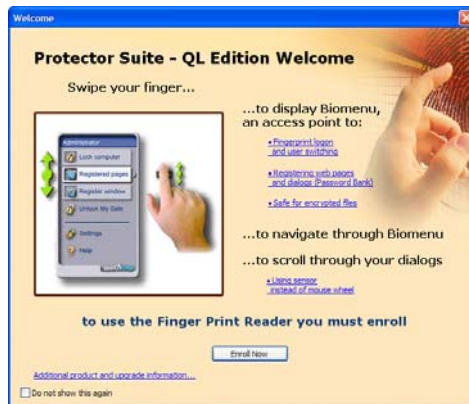 Welcome
Protector Suite - QL Edition Welcome
Swipe your finger...
Administrator
Lock computer
Registered pages
Register window
Unlock My Safe
Settings
Help
...to display Biomenu,
an access point to:
• Fingerprint logon
and user switching
• Registering web pages
and dialogs (Password Bank)
• Safe for encrypted files
...to navigate through Biomenu
...to scroll through your dialogs
• Using sensor
instead of mouse wheel
to use the Finger Print Reader you must enroll
Enroll Now
Additional product and upgrade information...
Do not show this again